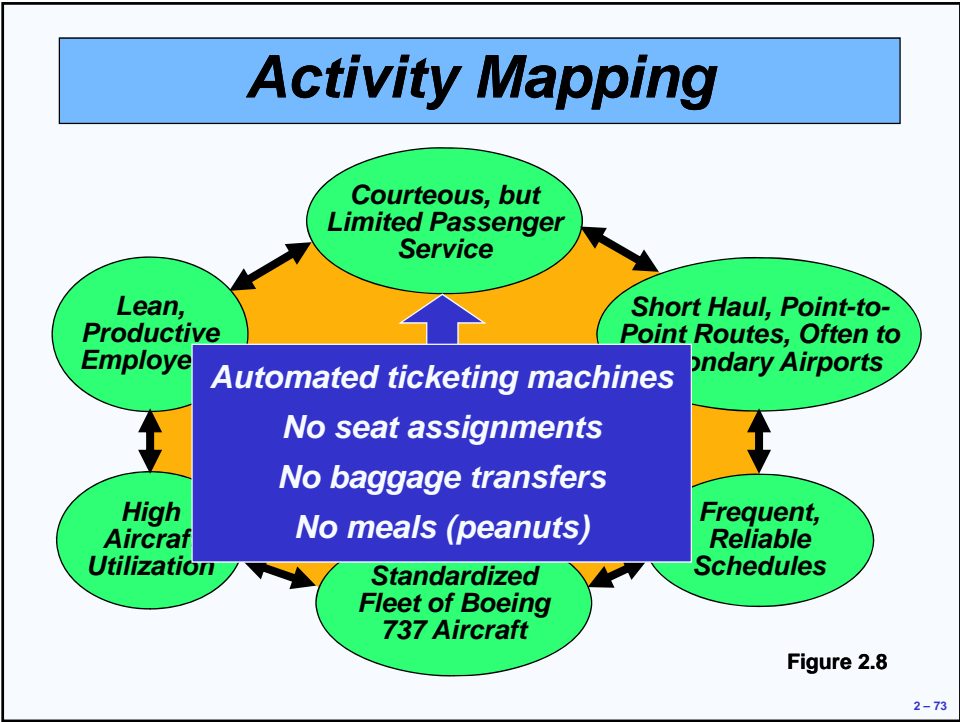 Activity Mapping
Courteous, but
Limited Passenger
Service
Lean,
Productive
Employe
Short Haul, Point-to-
Point Routes, Often to
ondary Airports
Automated ticketing machines
No seat assignments
No baggage transfers
No meals (peanuts)
High
Aircraf
Utilization
Standardized
Fleet of Boeing
737 Aircraft
Frequent,
Reliable
Schedules
Figure 2.8
2 – 73